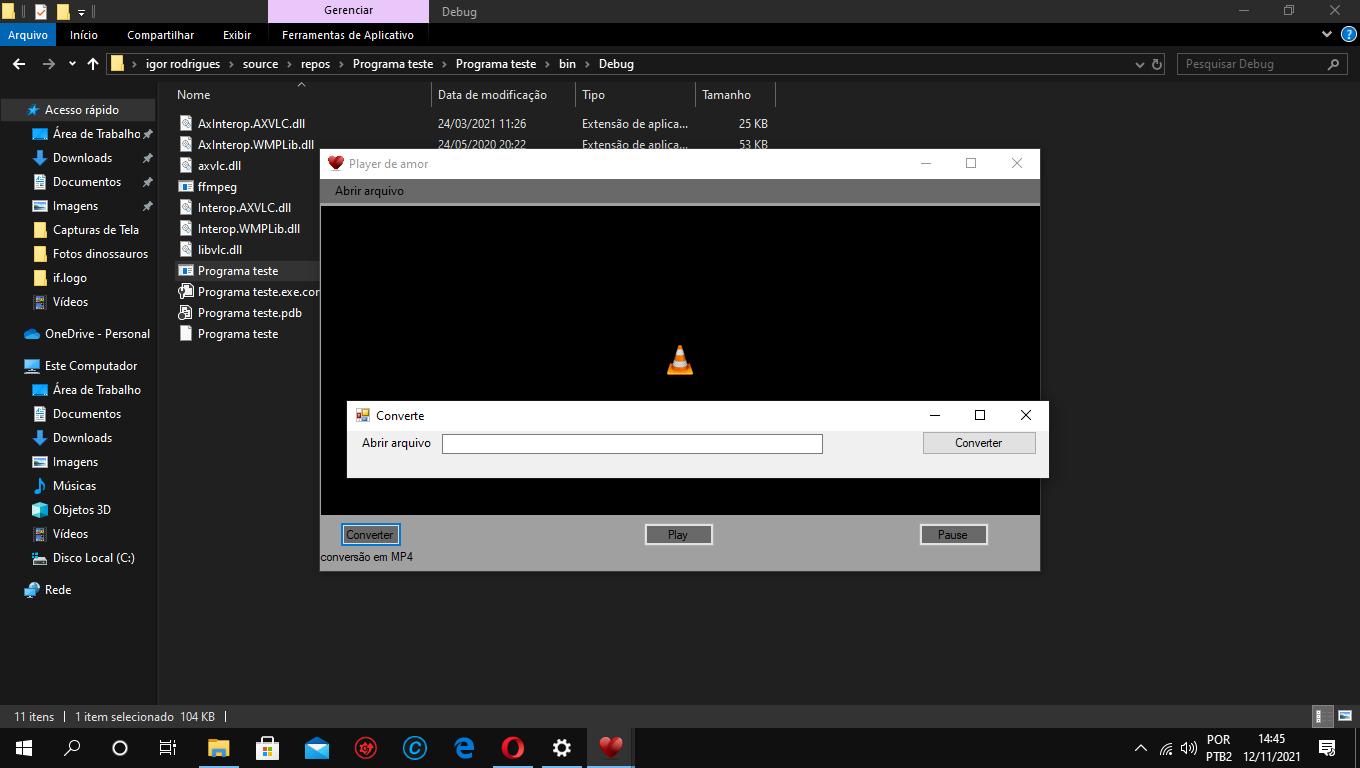 Gerenciar
Debug
Arquivo
Início
Compartilhar
Exibir
Ferramentas de Aplicativo
igor rodrigues > source > repos > Programa teste > Programa teste > bin > Debug
Pesquisar Debug
Nome
Data de modificação
Tipo
Tamanho
Acesso rápido
Área de Trabalho
Downloads
Documentos
Imagens
Capturas de Tela
Fotos dinossauros
if.logo
Vídeos
OneDrive - Personal
Este Computador
Área de Trabalho
Documentos
Downloads
Imagens
Músicas
Objetos 3D
Vídeos
Disco Local (C:)
Rede
AxInterop.AXVLC.dll 24/03/2021 11:26 Extensão de aplica... 25 KB
AxInterop.WMPLib.dll 24/05/2020 20:22 Extensão de aplica... 53 KB
axvlc.dll
ffmpeg
Interop.AXVLC.dll
Interop.WMPLib.dll
libvlc.dll
Programa teste
Programa teste.exe.con
Programa teste.pdb
Programa teste
Player de amor
Abrir arquivo
Converte
Abrir arquivo
Converter
Converter
Play
Pause
conversão em MP4
11 itens
1 item selecionado 104 KB
POR
PTB2
14:45
12/11/2021